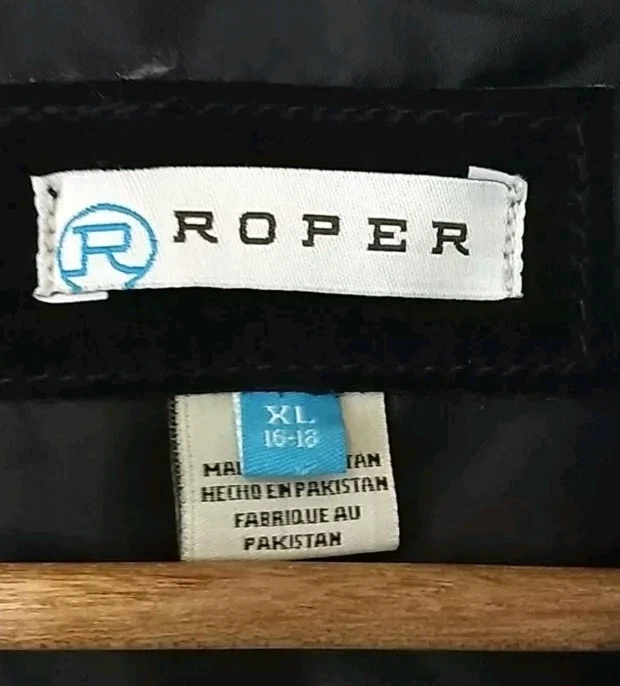 R ROPER
XL
16-18
HECHO EN PAKISTAN
FABRIQUE AU
PAKISTAN